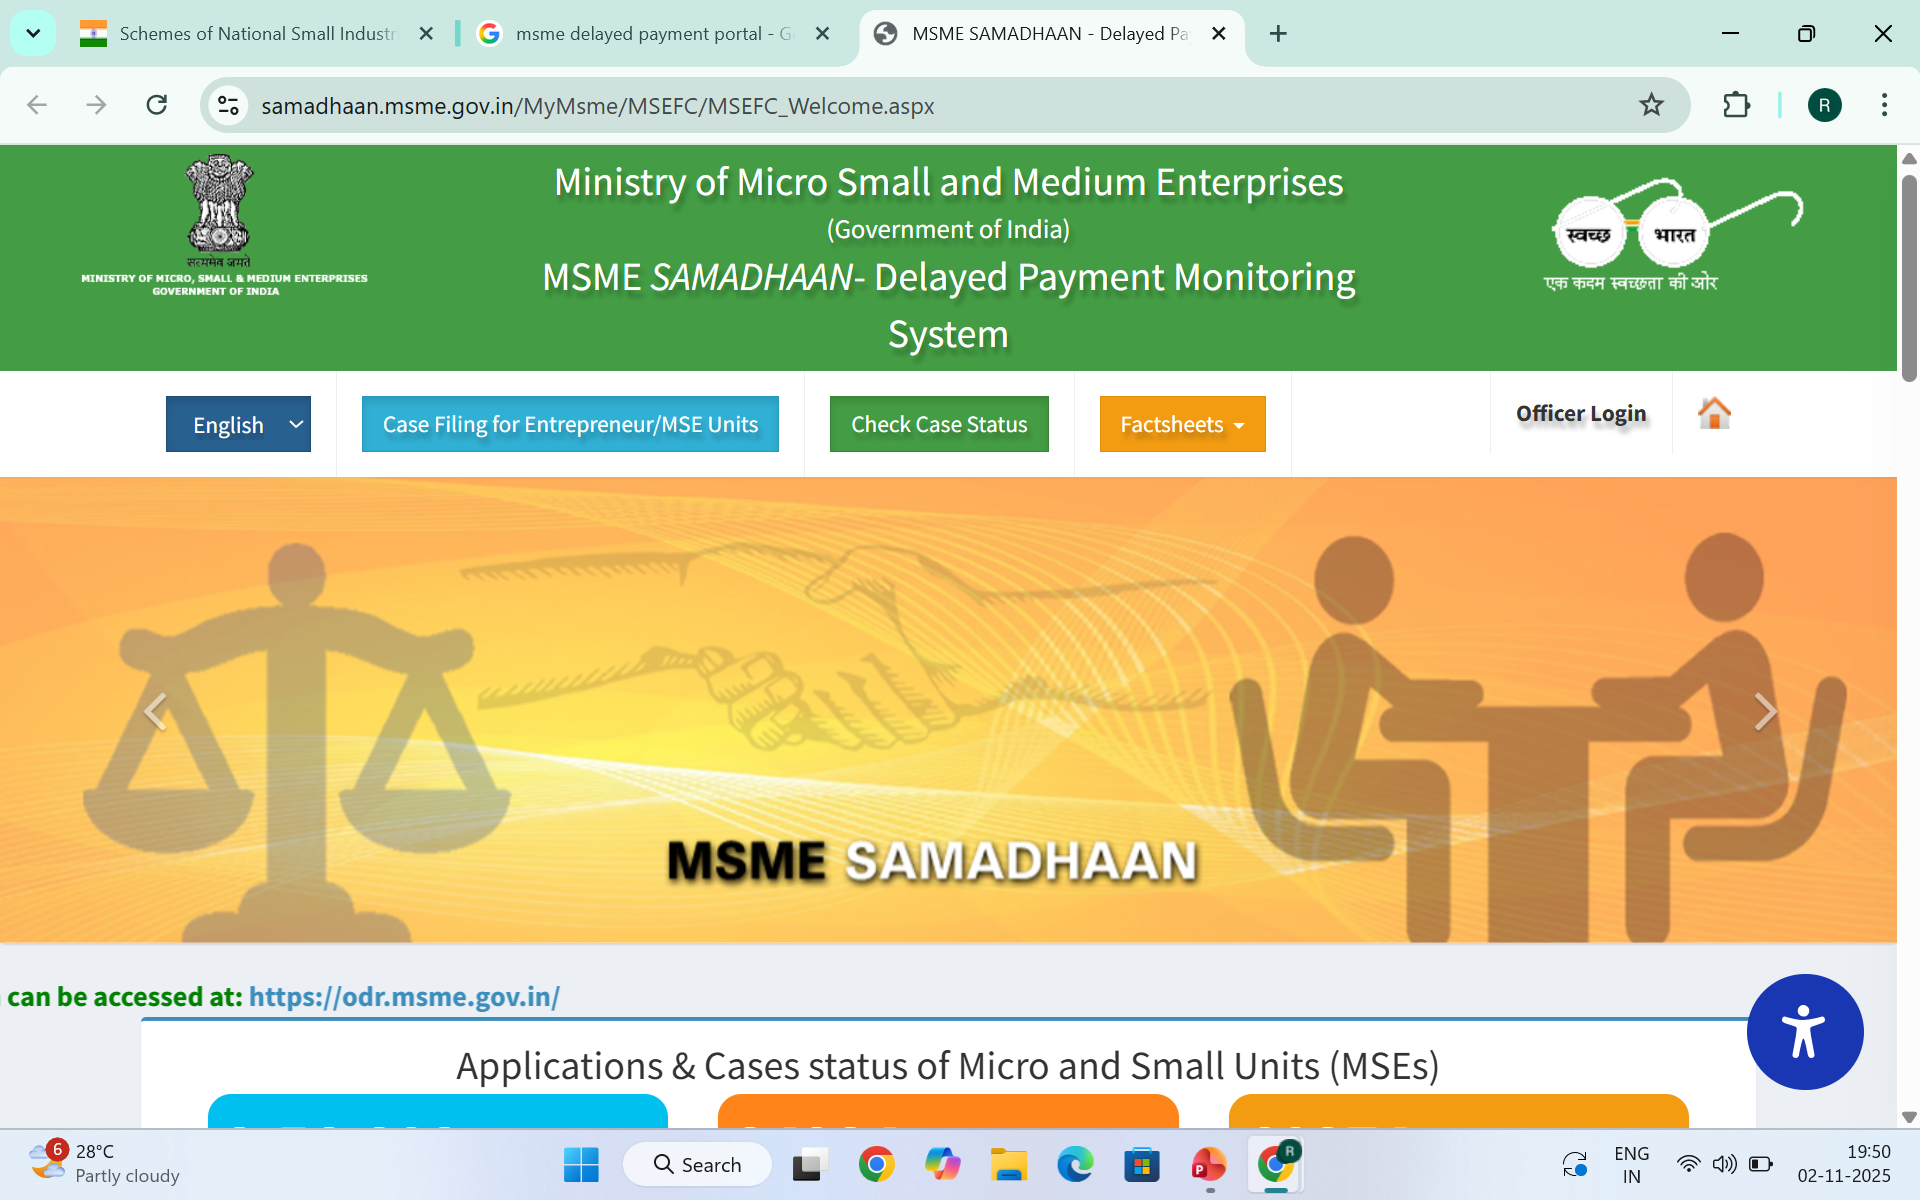 Schemes of National Small Industri
msme delayed payment portal - G
MSME SAMADHAAN - Delayed Pa
samadhaan.msme.gov.in/MyMsme/MSEFC/MSEFC_Welcome.aspx
R
सत्यमेव जयते
MINISTRY OF MICRO, SMALL & MEDIUM ENTERPRISES
GOVERNMENT OF INDIA
Ministry of Micro Small and Medium Enterprises
(Government of India)
MSME SAMADHAAN- Delayed Payment Monitoring
System
स्वच्छ भारत
एक कदम स्वच्छता की ओर
English
Case Filing for Entrepreneur/MSE Units
Check Case Status
Factsheets
Officer Login
MSME SAMADHAAN
can be accessed at: https://odr.msme.gov.in/
Applications & Cases status of Micro and Small Units (MSEs)
6
28°C
Partly cloudy
Search
P
R
ENG
IN
19:50
02-11-2025